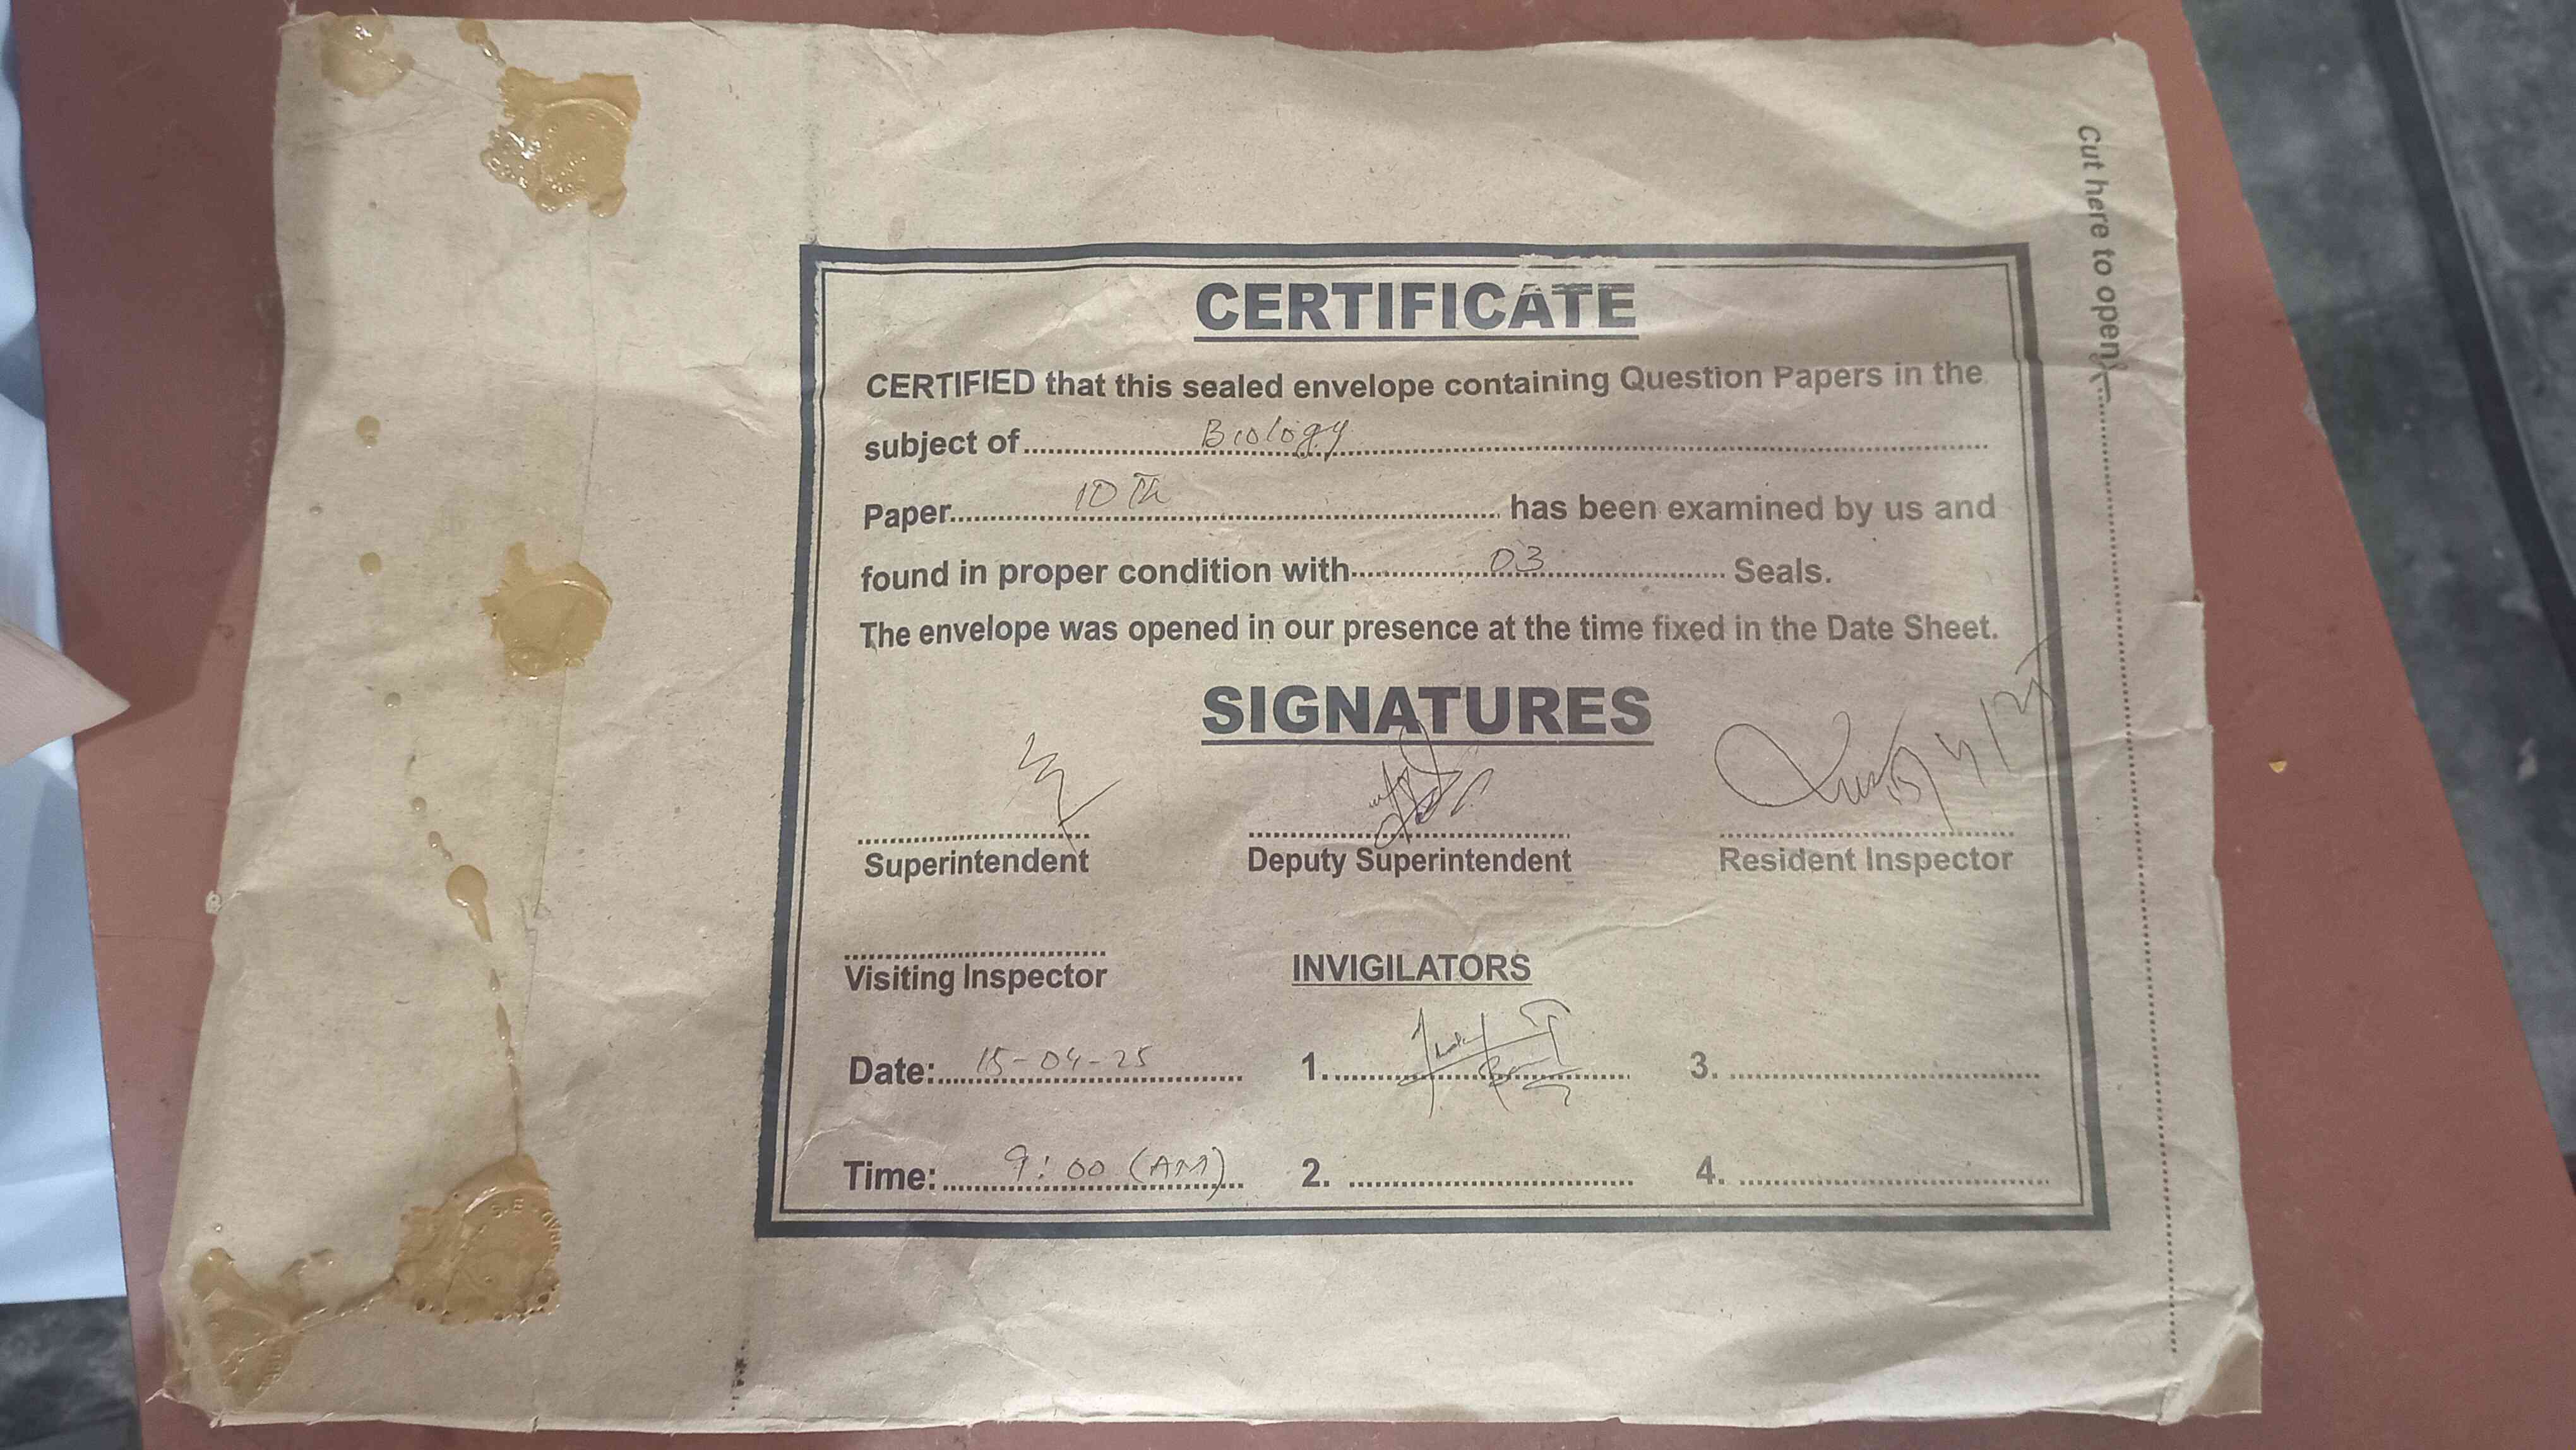 Cut here to open
CERTIFICATE
CERTIFIED that this sealed envelope containing Question Papers in the
subject of Biology
Paper 10Th has been examined by us and
found in proper condition with 03 Seals.
The envelope was opened in our presence at the time fixed in the Date Sheet.
SIGNATURES
15/4/25
Superintendent Deputy Superintendent Resident Inspector
Visiting Inspector INVIGILATORS
Date: 15-04-25 1. 3.
Time: 9:00 (AM) 2. 4.